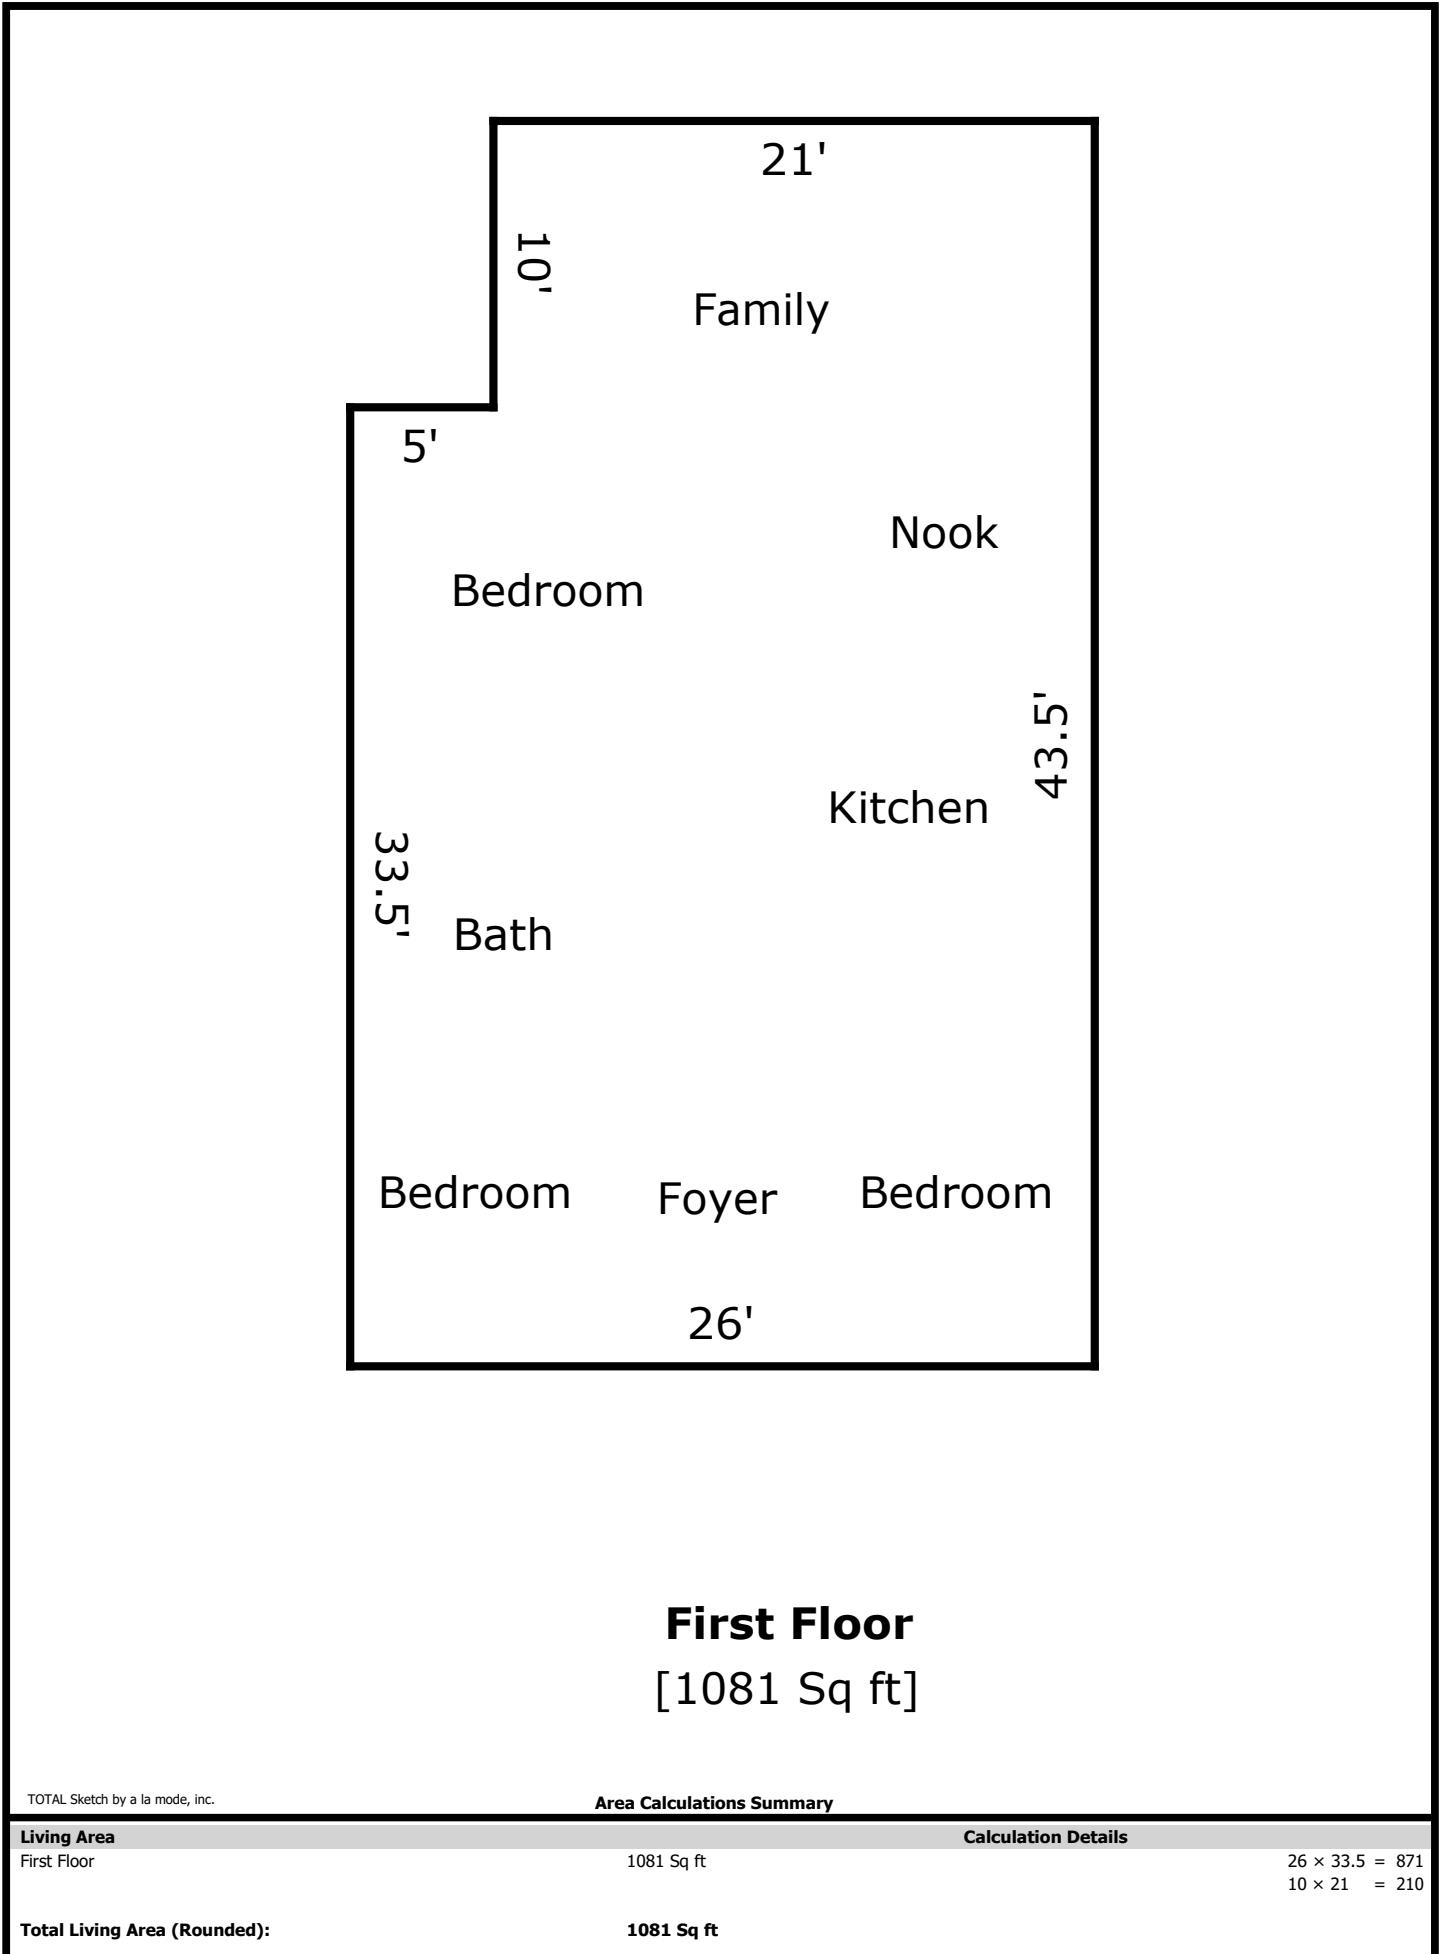 21'
10'
Family
5'
Nook
Bedroom
43.5'
Kitchen
33.5'
Bath
Bedroom Foyer Bedroom
26'
First Floor
[1081 Sq ft]
TOTAL Sketch by a la mode, inc. Area Calculations Summary
Living Area Calculation Details
First Floor 1081 Sq ft 26 × 33.5 = 871
10 × 21 = 210
Total Living Area (Rounded): 1081 Sq ft